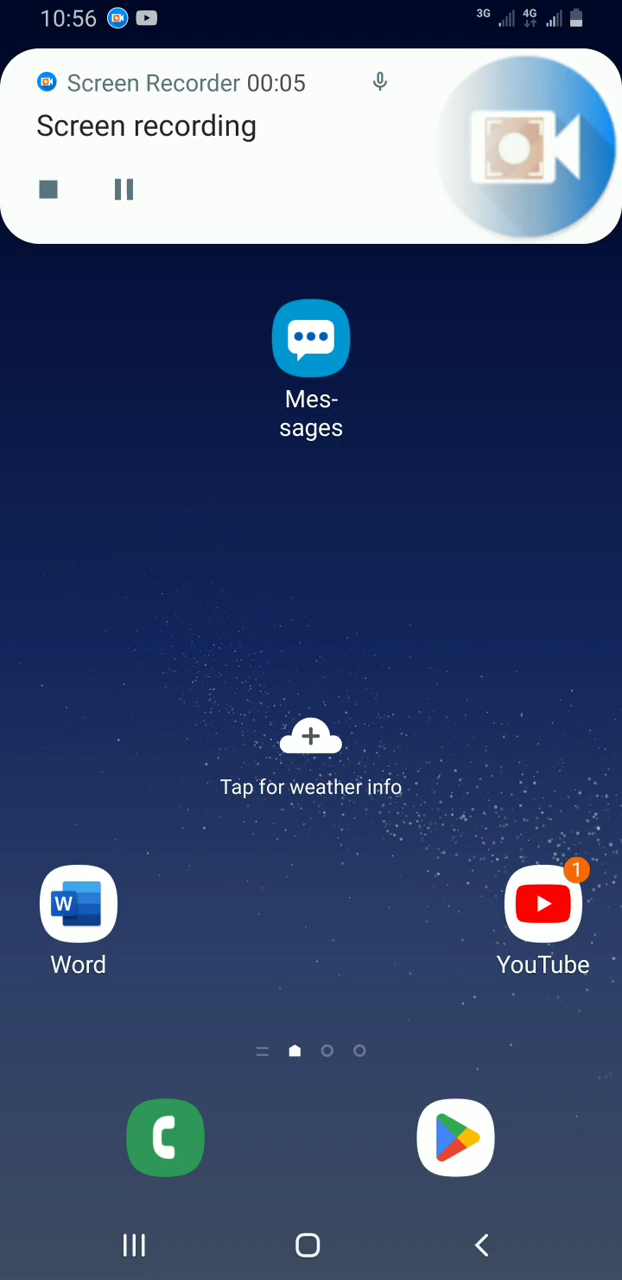 10:56
3G 4G
Screen Recorder 00:05
Screen recording
Mes-
sages
Tap for weather info
W
1
Word
YouTube